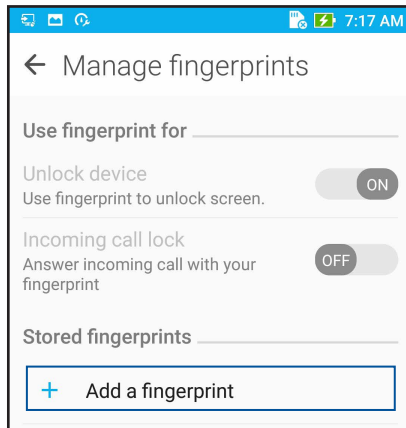 7:17 AM
Manage fingerprints
Use fingerprint for
Unlock device
ON
Use fingerprint to unlock screen.
Incoming call lock
OFF
Answer incoming call with your
fingerprint
Stored fingerprints
+ Add a fingerprint